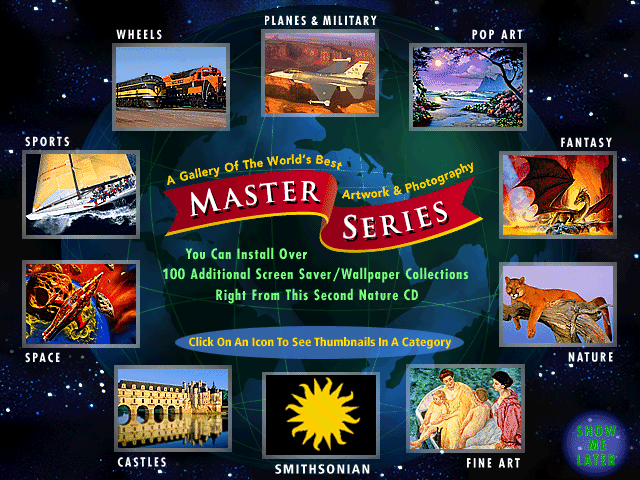 PLANES & MILITARY
WHEELS
POP ART
SPORTS
FANTASY
A Gallery Of The World's Best
Artwork & Photography
MASTER
SERIES
You Can Install Over
100 Additional Screen Saver/Wallpaper Collections
Right From This Second Nature CD
Click On An Icon To See Thumbnails In A Category
SPACE
NATURE
CASTLES
SMITHSONIAN
FINE ART
SHOW
ME
LATER